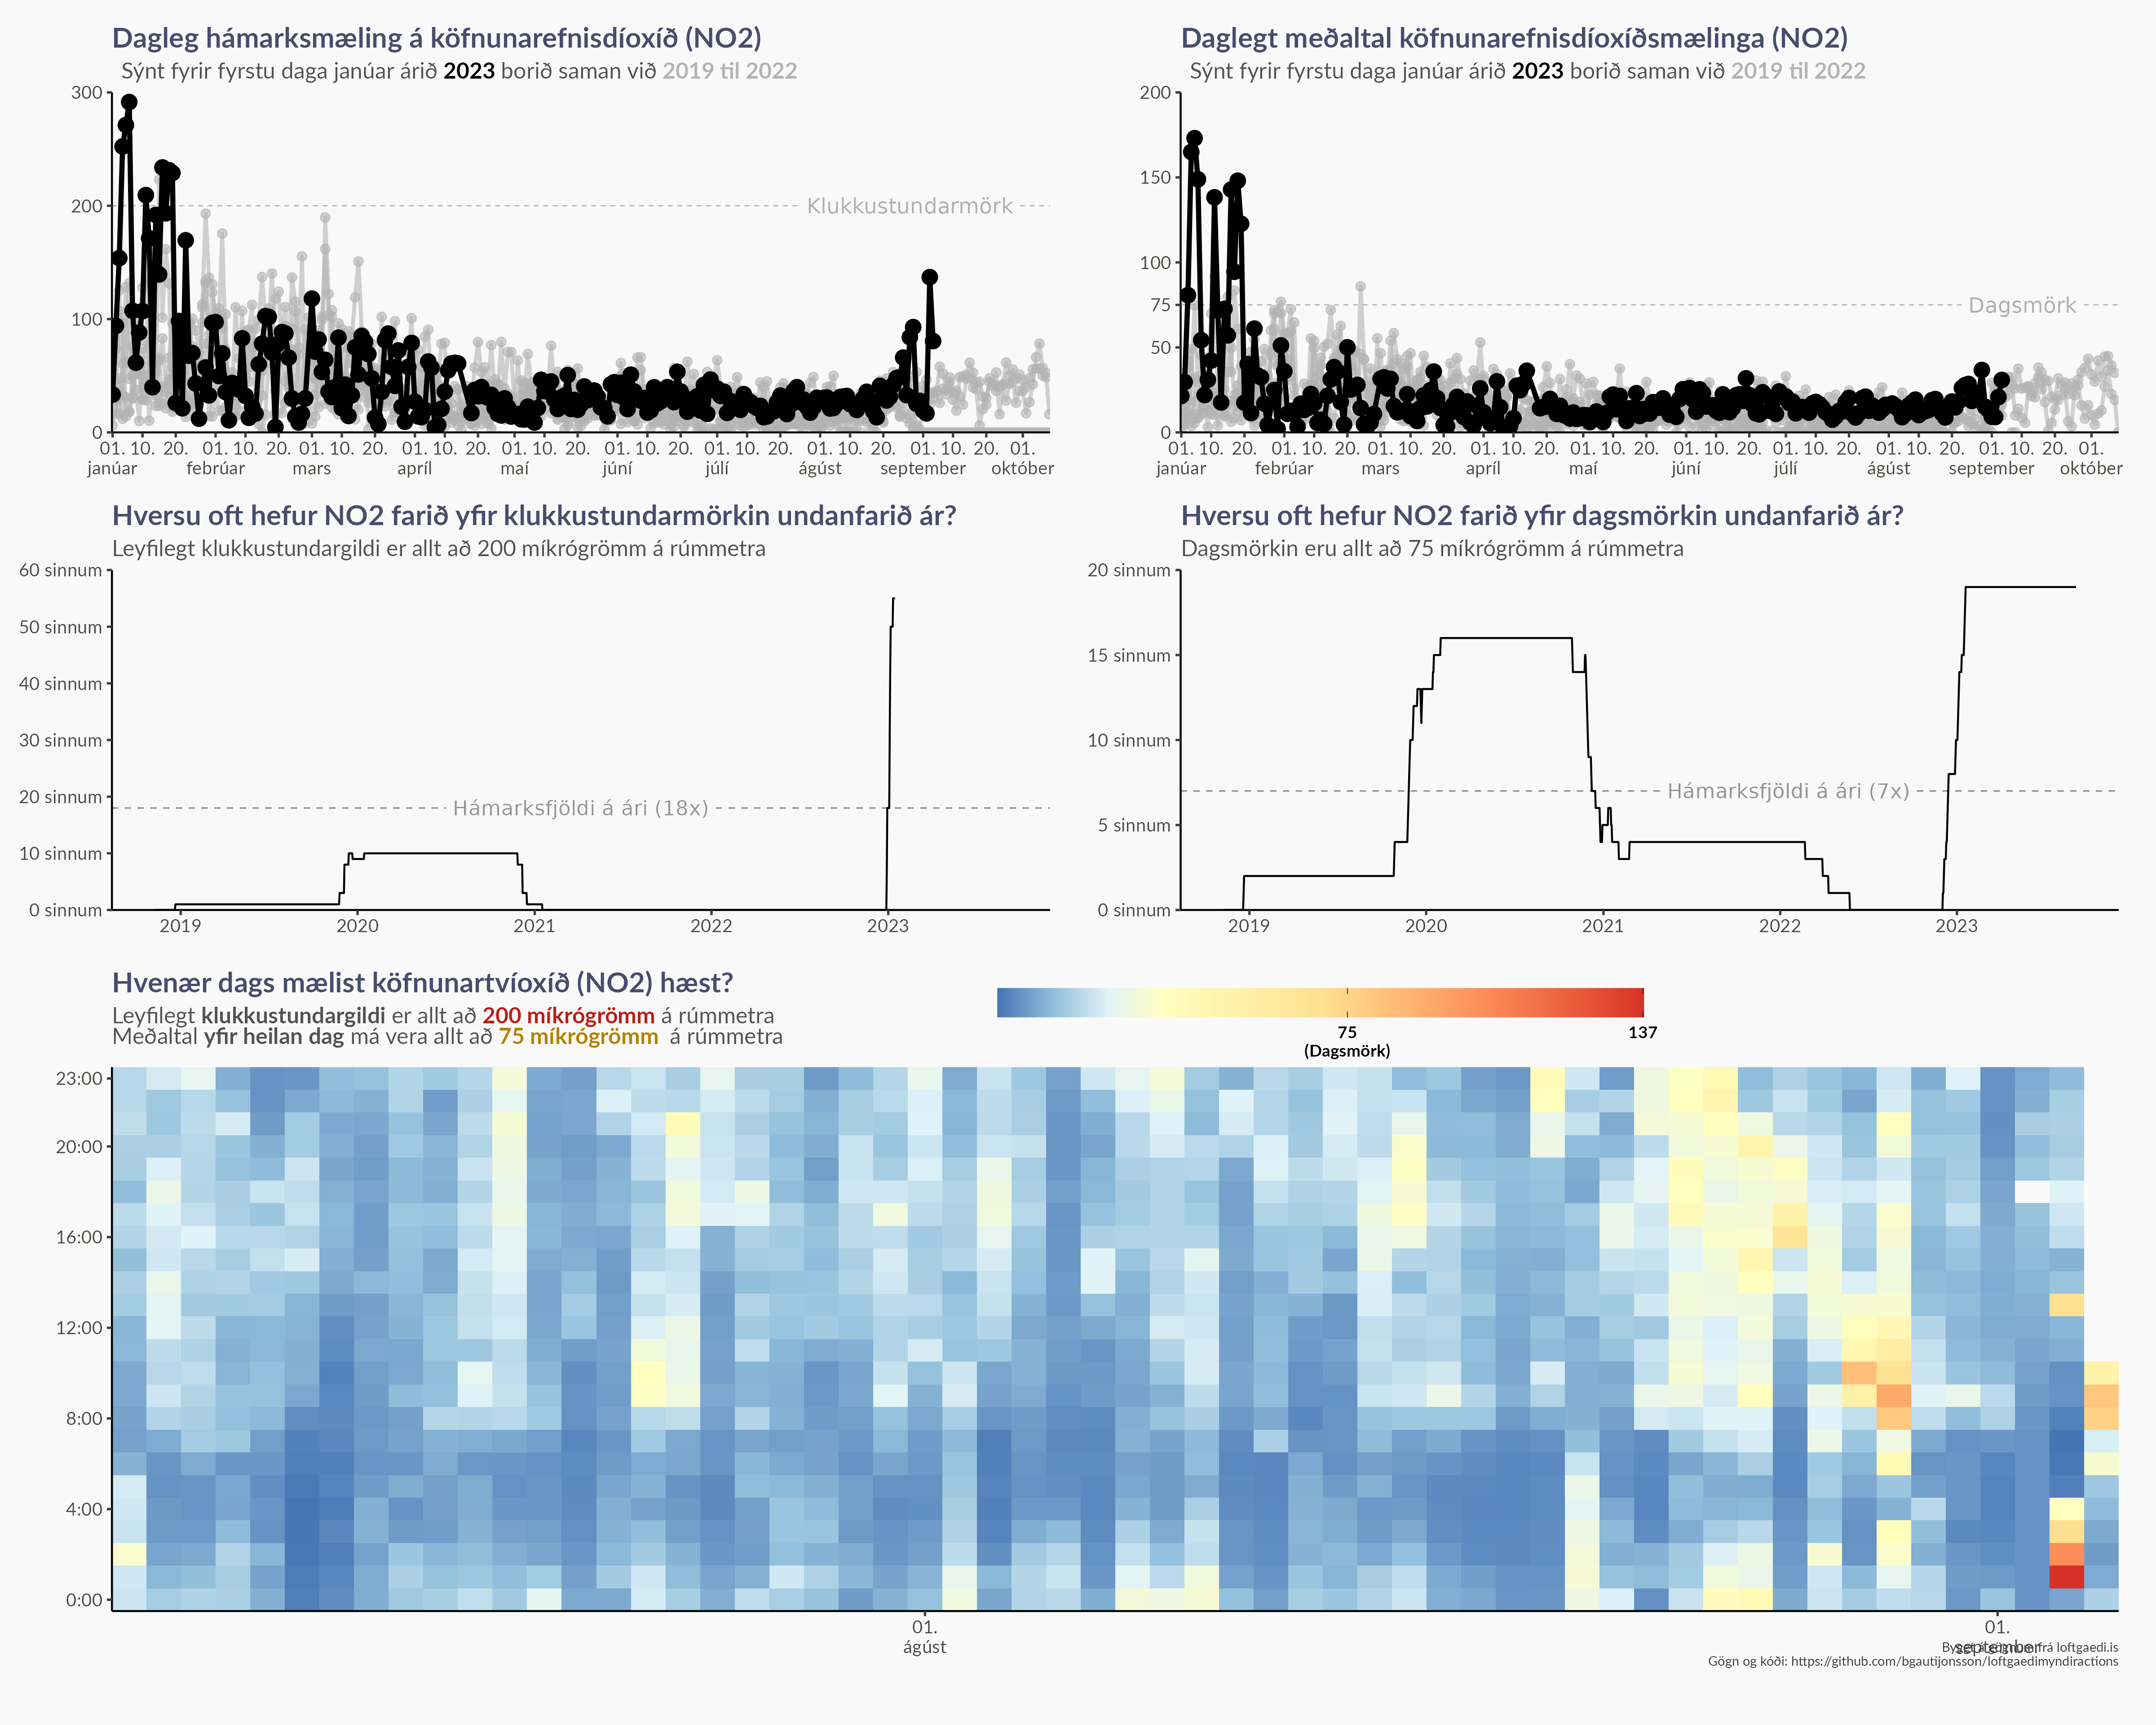 Dagleg hámarksmæling á köfnunarefnisdíoxíð (NO2)
Sýnt fyrir fyrstu daga janúar árið 2023 borið saman við 2019 til 2022
300
200
100
0
Klukkustundarmörk
01. 10. 20. 01. 10. 20. 01. 10. 20. 01. 10. 20. 01. 10. 20. 01. 10. 20. 01. 10. 20. 01. 10. 20. 01. 10. 20. 01.
janúar febrúar mars apríl maí júní júlí ágúst september október
Daglegt meðaltal köfnunarefnisdíoxíðsmælinga (NO2)
Sýnt fyrir fyrstu daga janúar árið 2023 borið saman við 2019 til 2022
200
150
100
75
50
0
Dagsmörk
01. 10. 20. 01. 10. 20. 01. 10. 20. 01. 10. 20. 01. 10. 20. 01. 10. 20. 01. 10. 20. 01. 10. 20. 01. 10. 20. 01.
janúar febrúar mars apríl maí júní júlí ágúst september október
Hversu oft hefur NO2 farið yfir klukkustundarmörkin undanfarið ár?
Leyfilegt klukkustundargildi er allt að 200 míkrógrömm á rúmmetra
60 sinnum
50 sinnum
40 sinnum
30 sinnum
20 sinnum
10 sinnum
0 sinnum
Hámarksfjöldi á ári (18x)
2019 2020 2021 2022 2023
Hversu oft hefur NO2 farið yfir dagsmörkin undanfarið ár?
Dagsmörkin eru allt að 75 míkrógrömm á rúmmetra
20 sinnum
15 sinnum
10 sinnum
5 sinnum
0 sinnum
Hámarksfjöldi á ári (7x)
2019 2020 2021 2022 2023
Hvenær dags mælist köfnunartvíoxíð (NO2) hæst?
Leyfilegt klukkustundargildi er allt að 200 míkrógrömm á rúmmetra
Meðaltal yfir heilan dag má vera allt að 75 míkrógrömm á rúmmetra
75 137
(Dagsmörk)
23:00
20:00
16:00
12:00
8:00
4:00
0:00
01. 01.
ágúst september
frá loftgaedi.is
Gögn og kóði: https://github.com/bgautijonsson/loftgaedimyndiractions